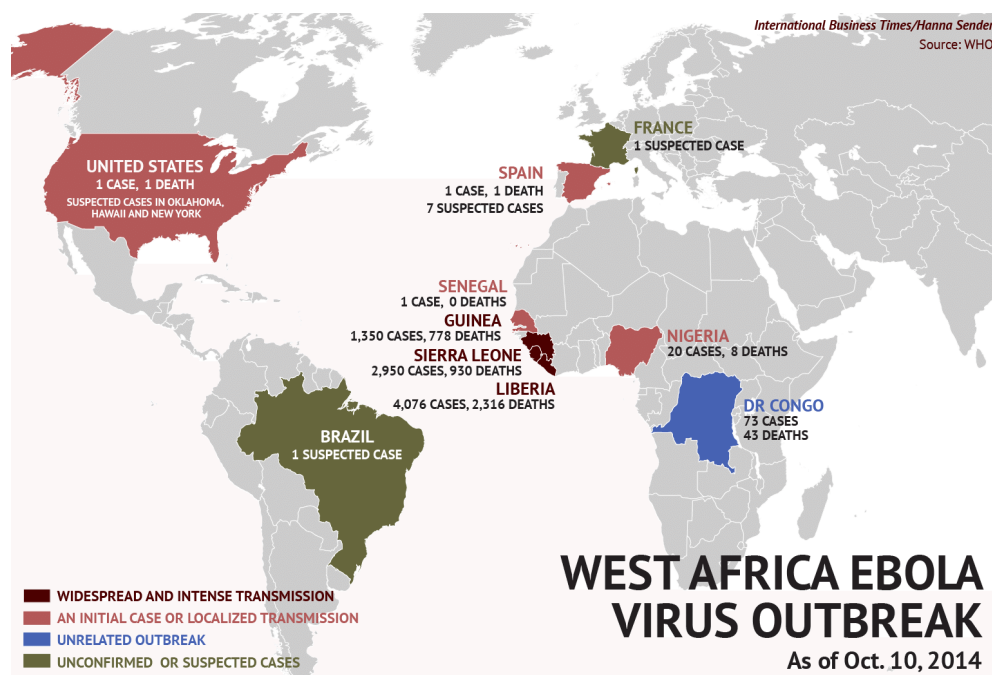 International Business Times/Hanna Sender
Source: WHO
FRANCE
1 SUSPECTED CASE
UNITED STATES
1 CASE, 1 DEATH
SUSPECTED CASES IN OKLAHOMA,
HAWAII AND NEW YORK
SPAIN
1 CASE, 1 DEATH
7 SUSPECTED CASES
SENEGAL
1 CASE, 0 DEATHS
GUINEA
1,350 CASES, 778 DEATHS
SIERRA LEONE
2,950 CASES, 930 DEATHS
LIBERIA
4,076 CASES, 2,316 DEATHS
NIGERIA
20 CASES, 8 DEATHS
DR CONGO
73 CASES
43 DEATHS
BRAZIL
1 SUSPECTED CASE
WIDESPREAD AND INTENSE TRANSMISSION
AN INITIAL CASE OR LOCALIZED TRANSMISSION
UNRELATED OUTBREAK
UNCONFIRMED OR SUSPECTED CASES
WEST AFRICA EBOLA
VIRUS OUTBREAK
As of Oct. 10, 2014